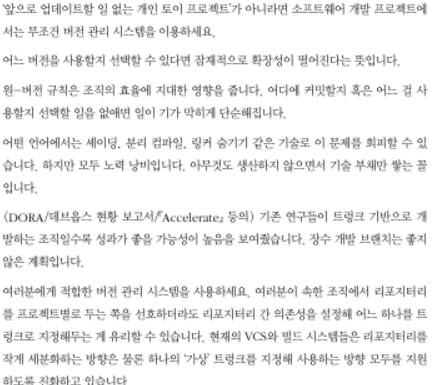 '앞으로 업데이트할 일 없는 개인 토이 프로젝트'가 아니라면 소프트웨어 개발 프로젝트에
서는 무조건 버전 관리 시스템을 이용하세요.
어느 버전을 사용할지 선택할 수 있다면 잠재적으로 확장성이 떨어진다는 뜻입니다.
원-버전 규칙은 조직의 효율에 지대한 영향을 줍니다. 어디에 커밋할지 혹은 어느 걸 사
용할지 선택할 일을 없애면 일이 기가 막히게 단순해집니다.
어떤 언어에서는 셰이딩, 분리 컴파일, 링커 숨기기 같은 기술로 이 문제를 회피할 수 있
습니다. 하지만 모두 노력 낭비입니다. 아무것도 생산하지 않으면서 기술 부채만 쌓는 꼴
입니다.
(DORA/데브옵스 현황 보고서/『Accelerate』 등의) 기존 연구들이 트렁크 기반으로 개
발하는 조직일수록 성과가 좋을 가능성이 높음을 보여줬습니다. 장수 개발 브랜치는 좋지
않은 계획입니다.
여러분에게 적합한 버전 관리 시스템을 사용하세요. 여러분이 속한 조직에서 리포지터리
를 프로젝트별로 두는 쪽을 선호하더라도 리포지터리 간 의존성을 설정해 어느 하나를 트
렁크로 지정해두는 게 유리할 수 있습니다. 현재의 VCS와 빌드 시스템들은 리포지터리를
작게 세분화하는 방향은 물론 하나의 '가상' 트렁크를 지정해 사용하는 방향 모두를 지원
하도록 진화하고 있습니다